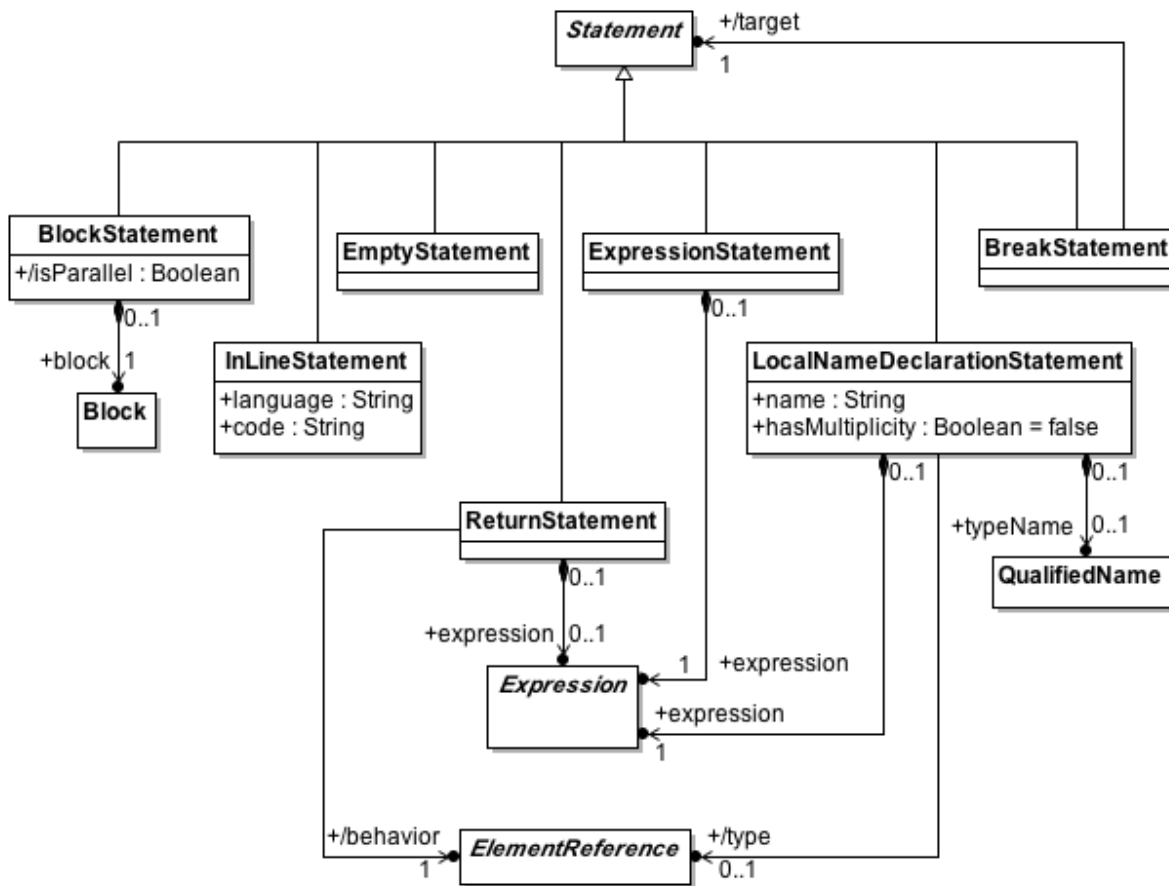 Statement
+/target
1
BlockStatement
+/isParallel : Boolean
0..1
+block
1
Block
InLineStatement
+language : String
+code : String
EmptyStatement
ExpressionStatement
0..1
BreakStatement
LocalNameDeclarationStatement
+name : String
+hasMultiplicity : Boolean = false
0..1
0..1
+typeName
0..1
QualifiedName
ReturnStatement
0..1
+expression
0..1
Expression
1
+expression
+expression
1
+/behavior
1
ElementReference
+/type
0..1